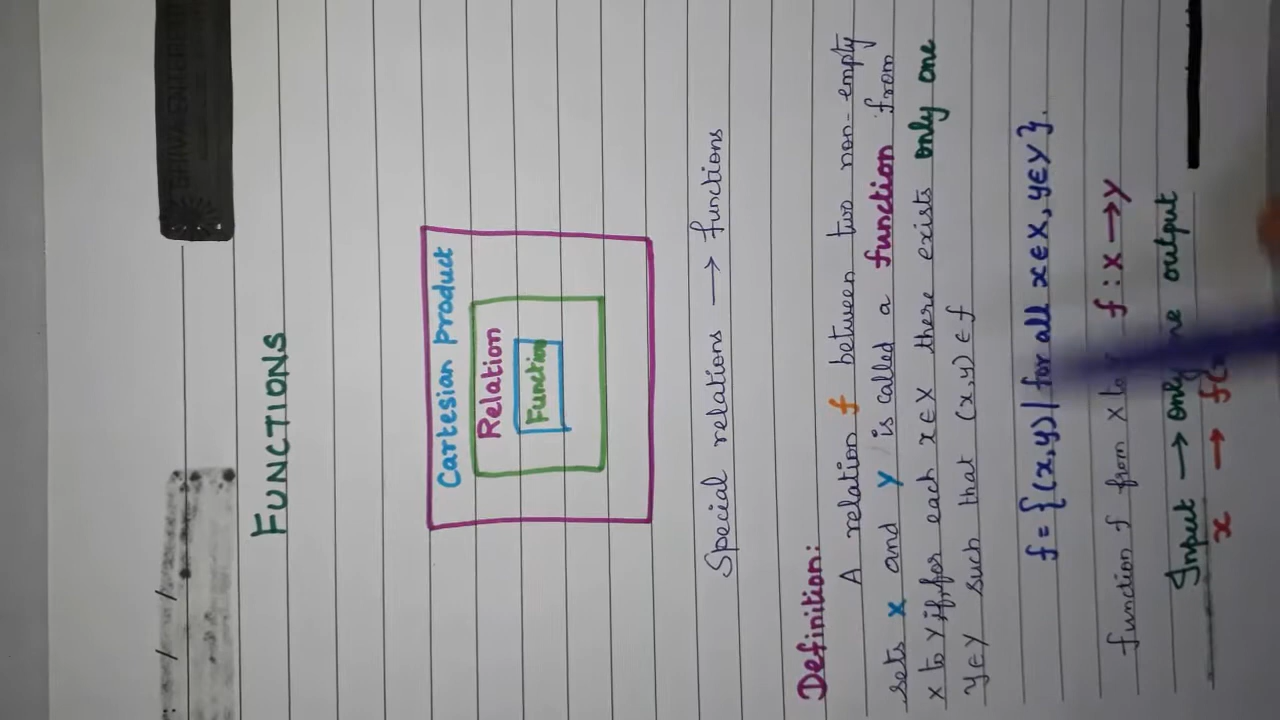 FUNCTIONS
Cartesian Product
Relation
Function
Special relations → functions
Definition:
A relation f between two non-empty
sets X and Y is called a function from
X to Y if, for each x∈X there exists only one
y∈Y such that (x,y) ∈ f
f = {(x,y) | for all x∈X, y∈Y}.
function f from X to f : X → Y
Input → only output
x → f(x